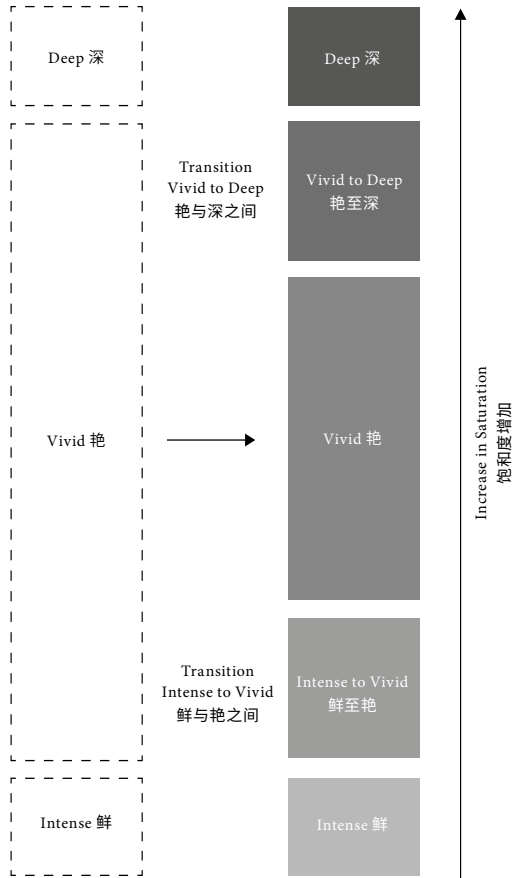 Deep 深
Deep 深
Transition
Vivid to Deep
艳与深之间
Vivid to Deep
艳至深
Vivid 艳
Vivid 艳
Increase in Saturation
饱和度增加
Transition
Intense to Vivid
鲜与艳之间
Intense to Vivid
鲜至艳
Intense 鲜
Intense 鲜